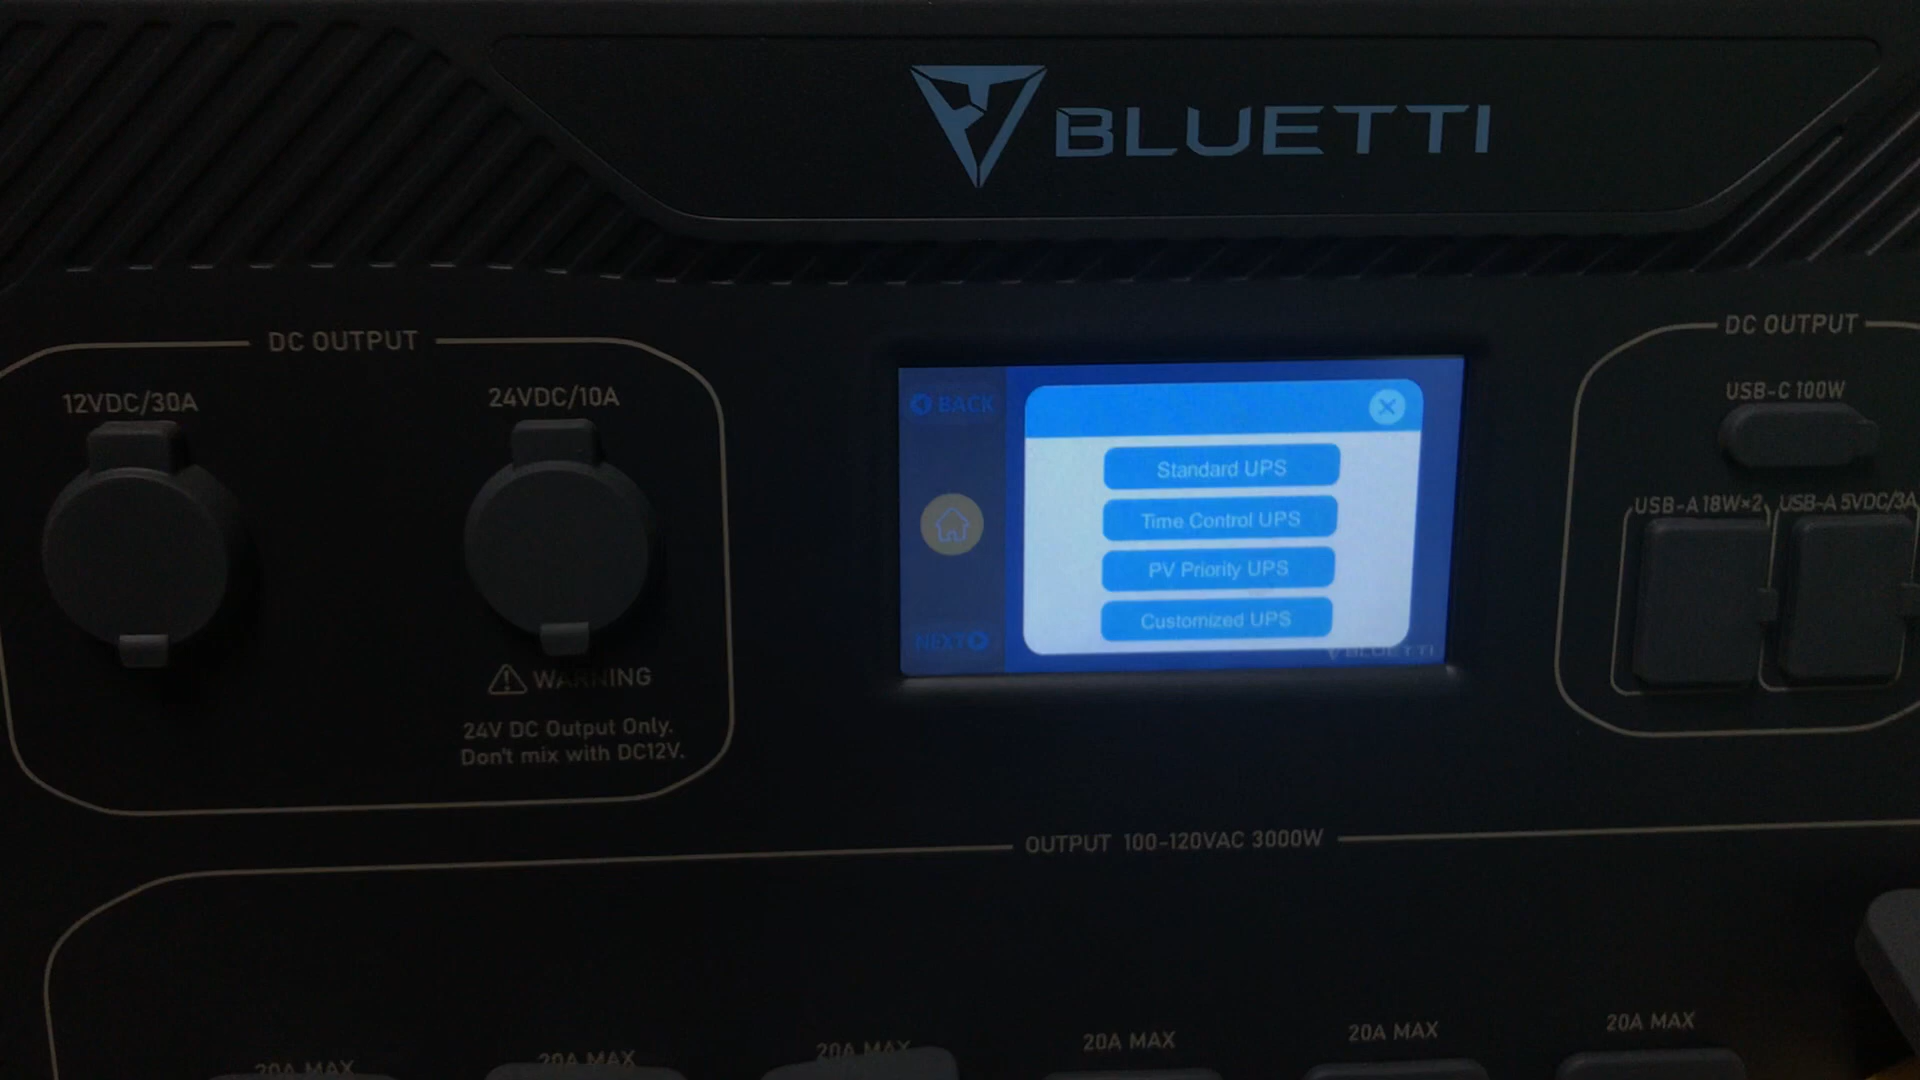 BLUETTI
DC OUTPUT
12VDC/30A
24VDC/10A
WARNING
24V DC Output Only.
Don't mix with DC12V.
BACK
NEXT
Standard UPS
Time Control UPS
PV Priority UPS
Customized UPS
BLUETTI
DC OUTPUT
USB-C 100W
USB-A 18W×2
USB-A 5VDC/3A
OUTPUT 100-120VAC 3000W
20A MAX
20A MAX
20A MAX
20A MAX
20A MAX
20A MAX